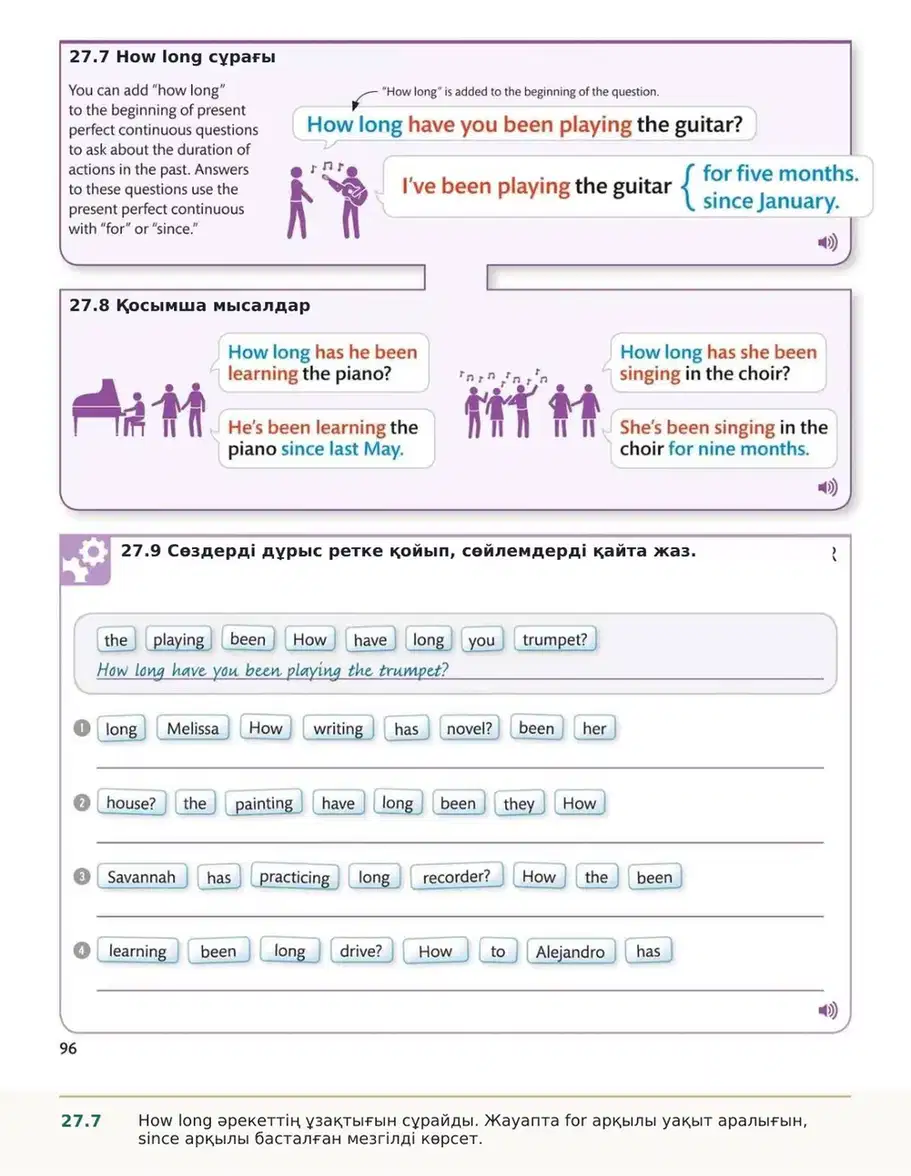 27.7 How long сұрағы
You can add “how long”
to the beginning of present
perfect continuous questions
to ask about the duration of
actions in the past. Answers
to these questions use the
present perfect continuous
with “for” or “since.”
“How long” is added to the beginning of the question.
How long have you been playing the guitar?
I’ve been playing the guitar
for five months.
since January.
27.8 Қосымша мысалдар
How long has he been
learning the piano?
He’s been learning the
piano since last May.
How long has she been
singing in the choir?
She’s been singing in the
choir for nine months.
27.9 Сөздерді дұрыс ретке қойып, сөйлемдерді қайта жаз.
the playing been How have long you trumpet?
How long have you been playing the trumpet?
1 long Melissa How writing has novel? been her
2 house? the painting have long been they How
3 Savannah has practicing long recorder? How the been
4 learning been long drive? How to Alejandro has
96
27.7 How long әрекеттің ұзақтығын сұрайды. Жауапта for арқылы уақыт аралығын,
since арқылы басталған мезгілді көрсет.